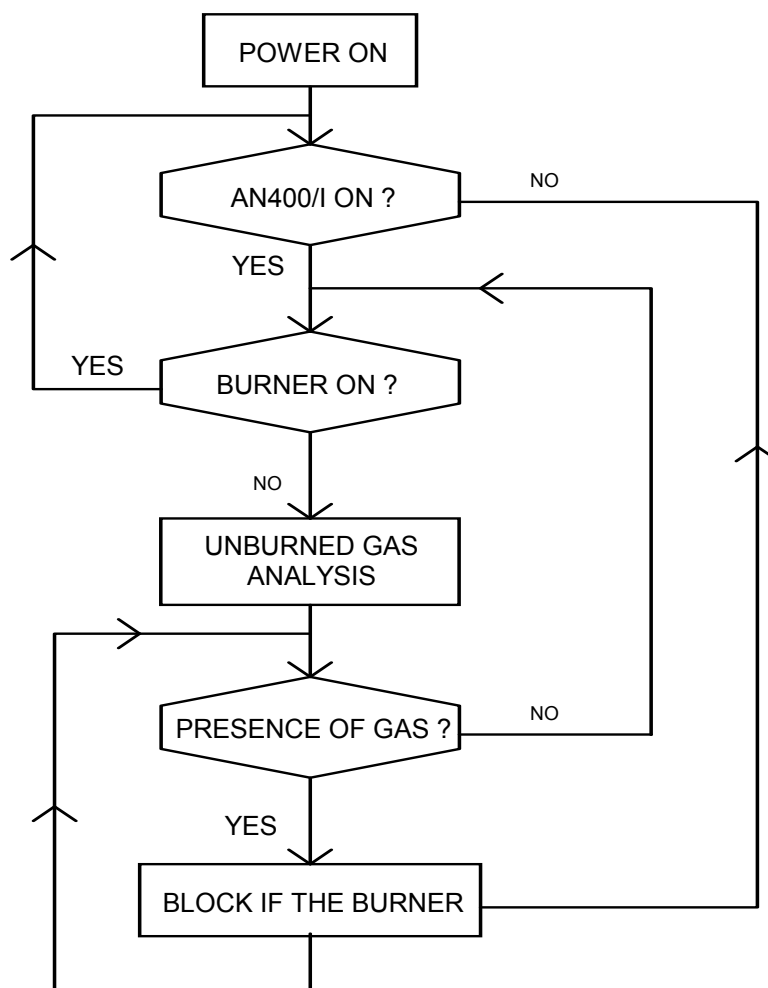 POWER ON
AN400/I ON ?
NO
YES
YES
BURNER ON ?
NO
UNBURNED GAS
ANALYSIS
PRESENCE OF GAS ?
NO
YES
BLOCK IF THE BURNER